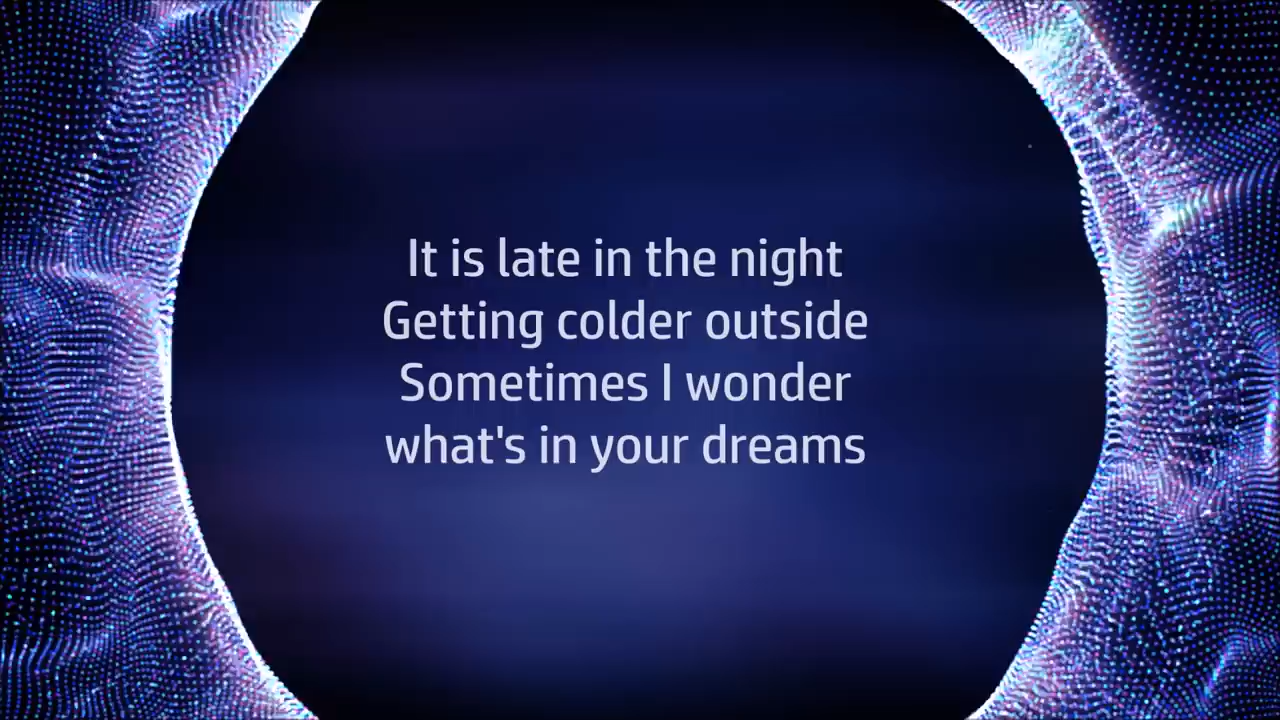 It is late in the night
Getting colder outside
Sometimes I wonder
what's in your dreams